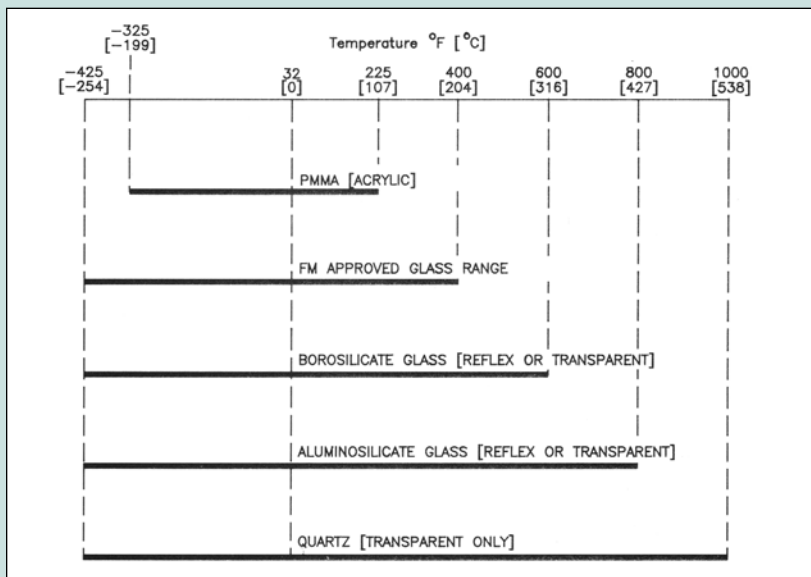 -325
[-199]
Temperature °F [°C]
-425 32 225 400 600 800 1000
[-254] [0] [107] [204] [316] [427] [538]
PMMA [ACRYLIC]
FM APPROVED GLASS RANGE
BOROSILICATE GLASS [REFLEX OR TRANSPARENT]
ALUMINOSILICATE GLASS [REFLEX OR TRANSPARENT]
QUARTZ [TRANSPARENT ONLY]